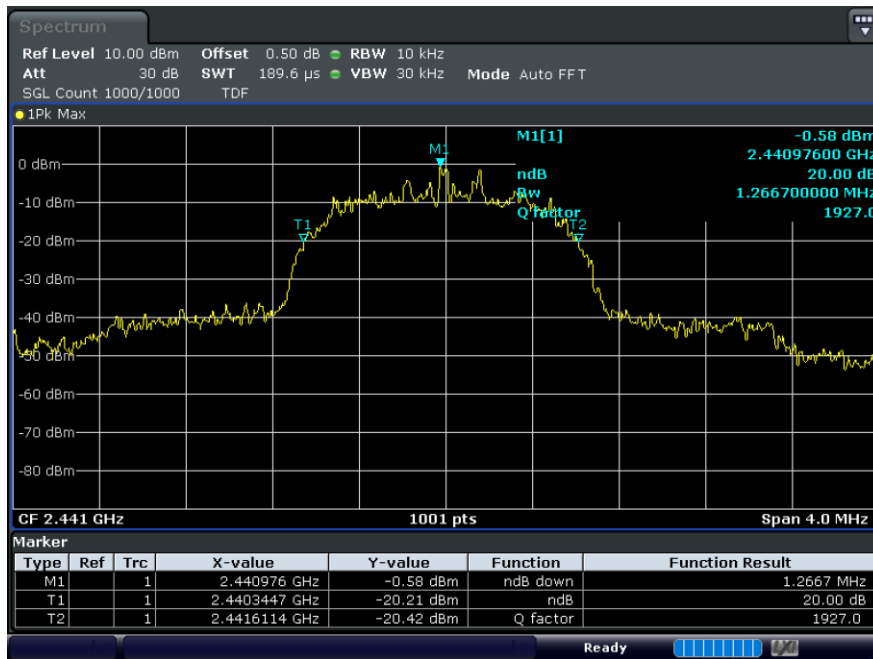 Spectrum
Ref Level 10.00 dBm Offset 0.50 dB RBW 10 kHz
Att 30 dB SWT 189.6 µs VBW 30 kHz Mode Auto FFT
SGL Count 1000/1000 TDF
1Pk Max
M1[1] -0.58 dBm
2.44097600 GHz
ndB 20.00 dB
Bw 1.266700000 MHz
Q factor 1927.0
M1
T1
T2
0 dBm
-10 dBm
-20 dBm
-30 dBm
-40 dBm
-50 dBm
-60 dBm
-70 dBm
-80 dBm
CF 2.441 GHz 1001 pts Span 4.0 MHz
Marker
Type Ref Trc X-value Y-value Function Function Result
M1 1 2.440976 GHz -0.58 dBm ndB down 1.2667 MHz
T1 1 2.4403447 GHz -20.21 dBm ndB 20.00 dB
T2 1 2.4416114 GHz -20.42 dBm Q factor 1927.0
Ready